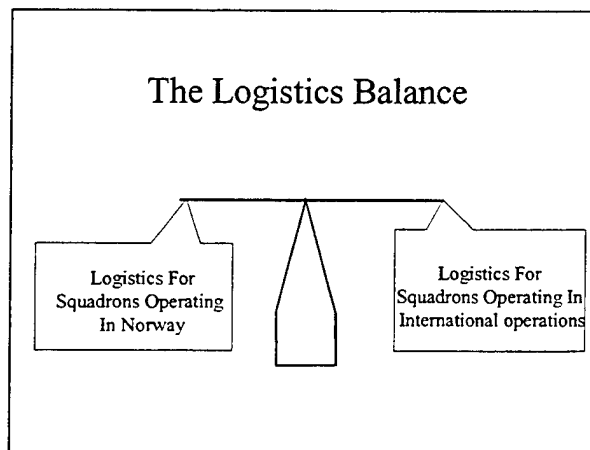 The Logistics Balance
Logistics For
Squadrons Operating
In Norway
Logistics For
Squadrons Operating In
International operations